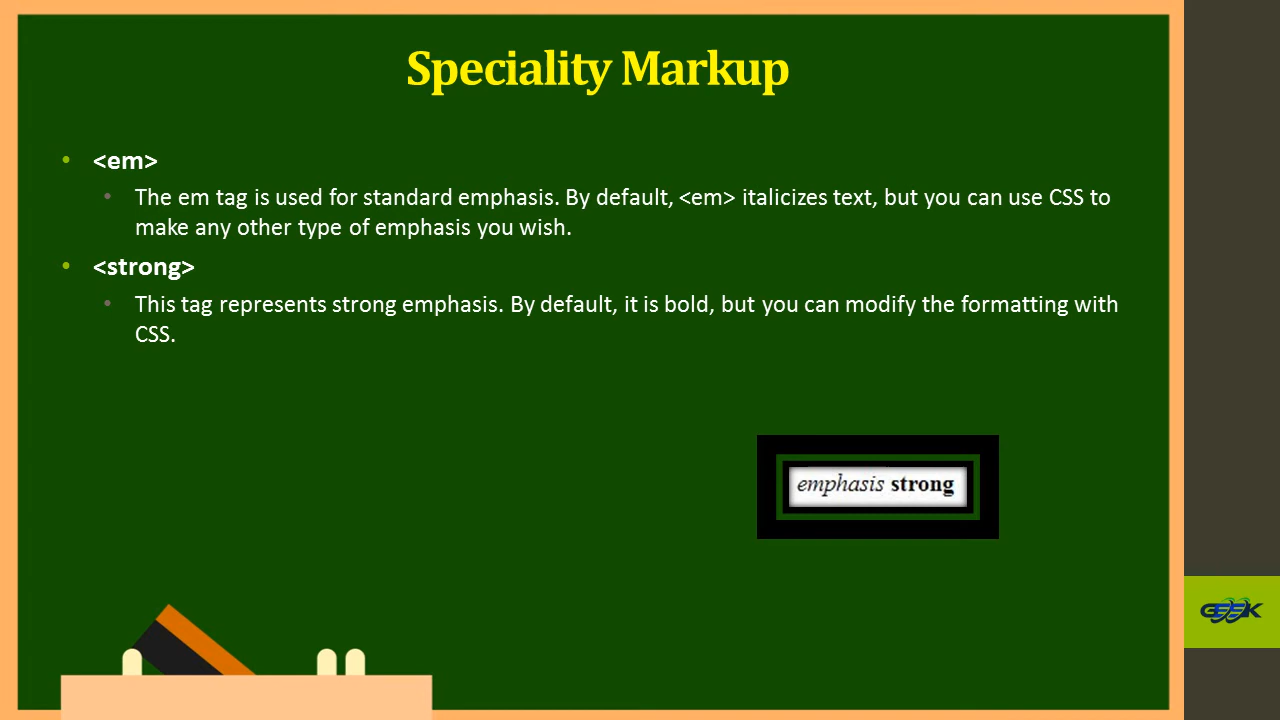 Speciality Markup
• <em>
• The em tag is used for standard emphasis. By default, <em> italicizes text, but you can use CSS to
make any other type of emphasis you wish.
• <strong>
• This tag represents strong emphasis. By default, it is bold, but you can modify the formatting with
CSS.
emphasis strong
GEEK